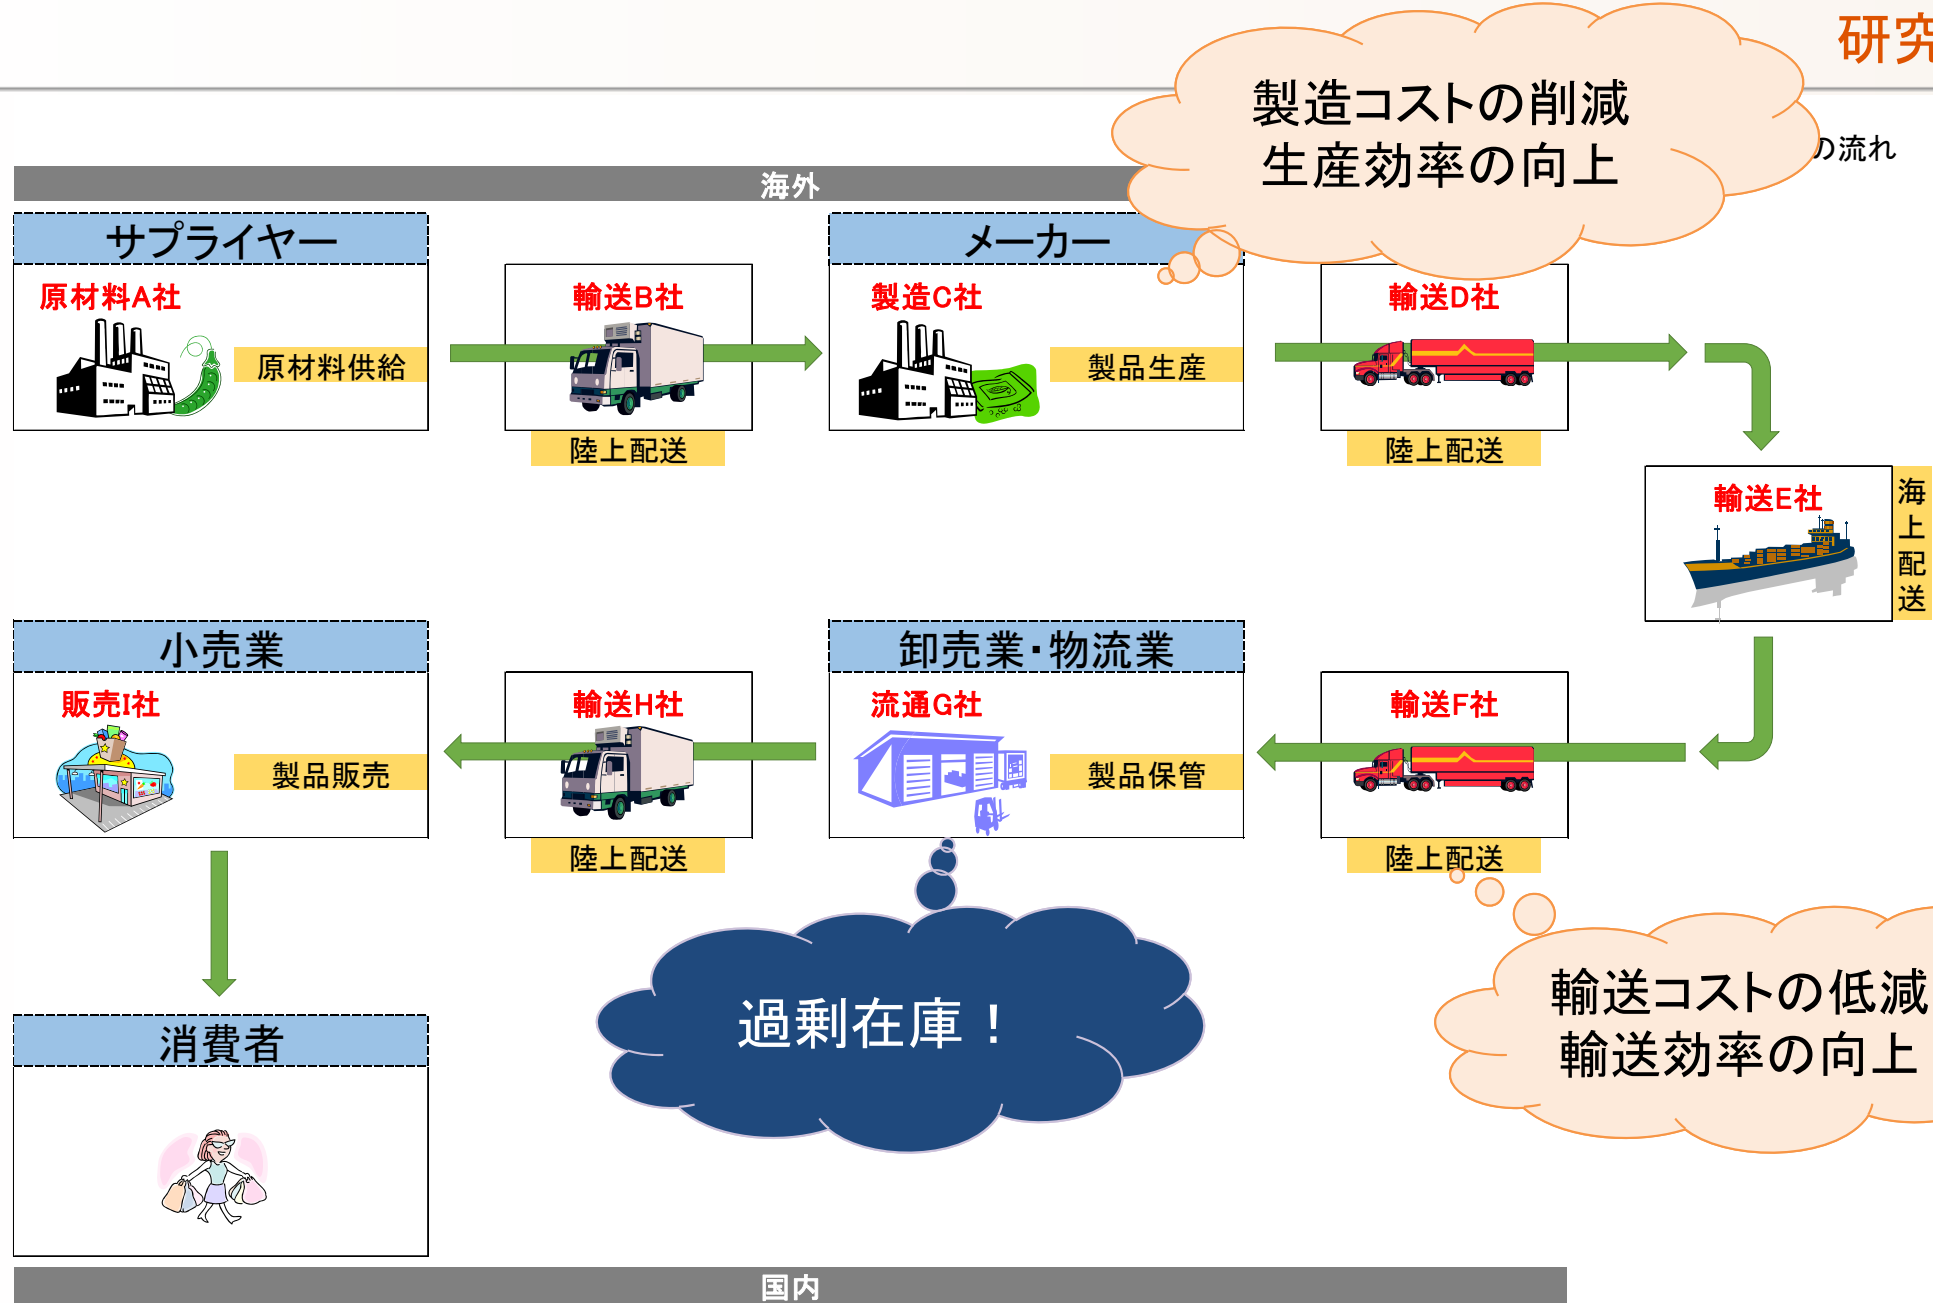 研究
製造コストの削減
生産効率の向上
の流れ
海外
サプライヤー
メーカー
原材料A社
輸送B社
製造C社
輸送D社
原材料供給
製品生産
陸上配送
陸上配送
輸送E社
海上配送
小売業
卸売業・物流業
販売I社
輸送H社
流通G社
輸送F社
製品販売
製品保管
陸上配送
陸上配送
過剰在庫！
輸送コストの低減
輸送効率の向上
消費者
国内